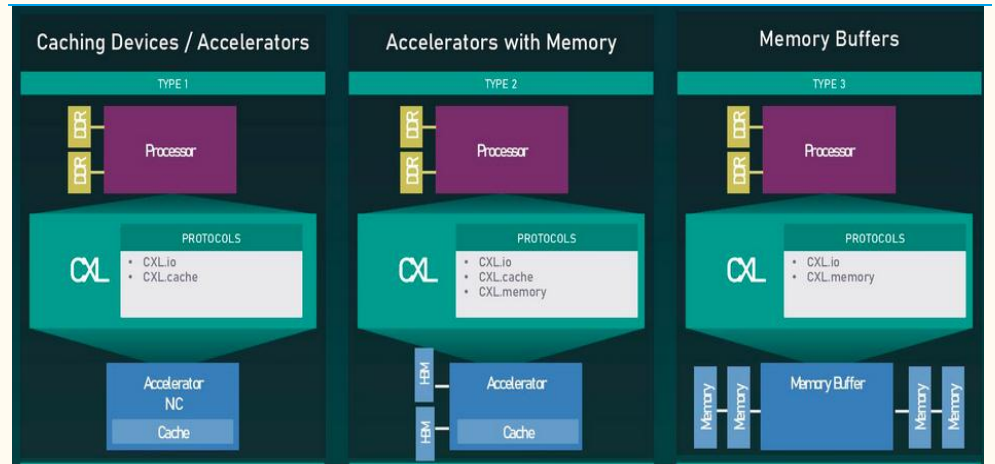 Caching Devices / Accelerators
TYPE 1
DDR
DDR
Processor
CXL
PROTOCOLS
• CXL.io
• CXL.cache
Accelerator
NC
Cache
Accelerators with Memory
TYPE 2
DDR
DDR
Processor
CXL
PROTOCOLS
• CXL.io
• CXL.cache
• CXL.memory
HBM
HBM
Accelerator
Cache
Memory Buffers
TYPE 3
DDR
DDR
Processor
CXL
PROTOCOLS
• CXL.io
• CXL.memory
Memory
Memory
Memory Buffer
Memory
Memory